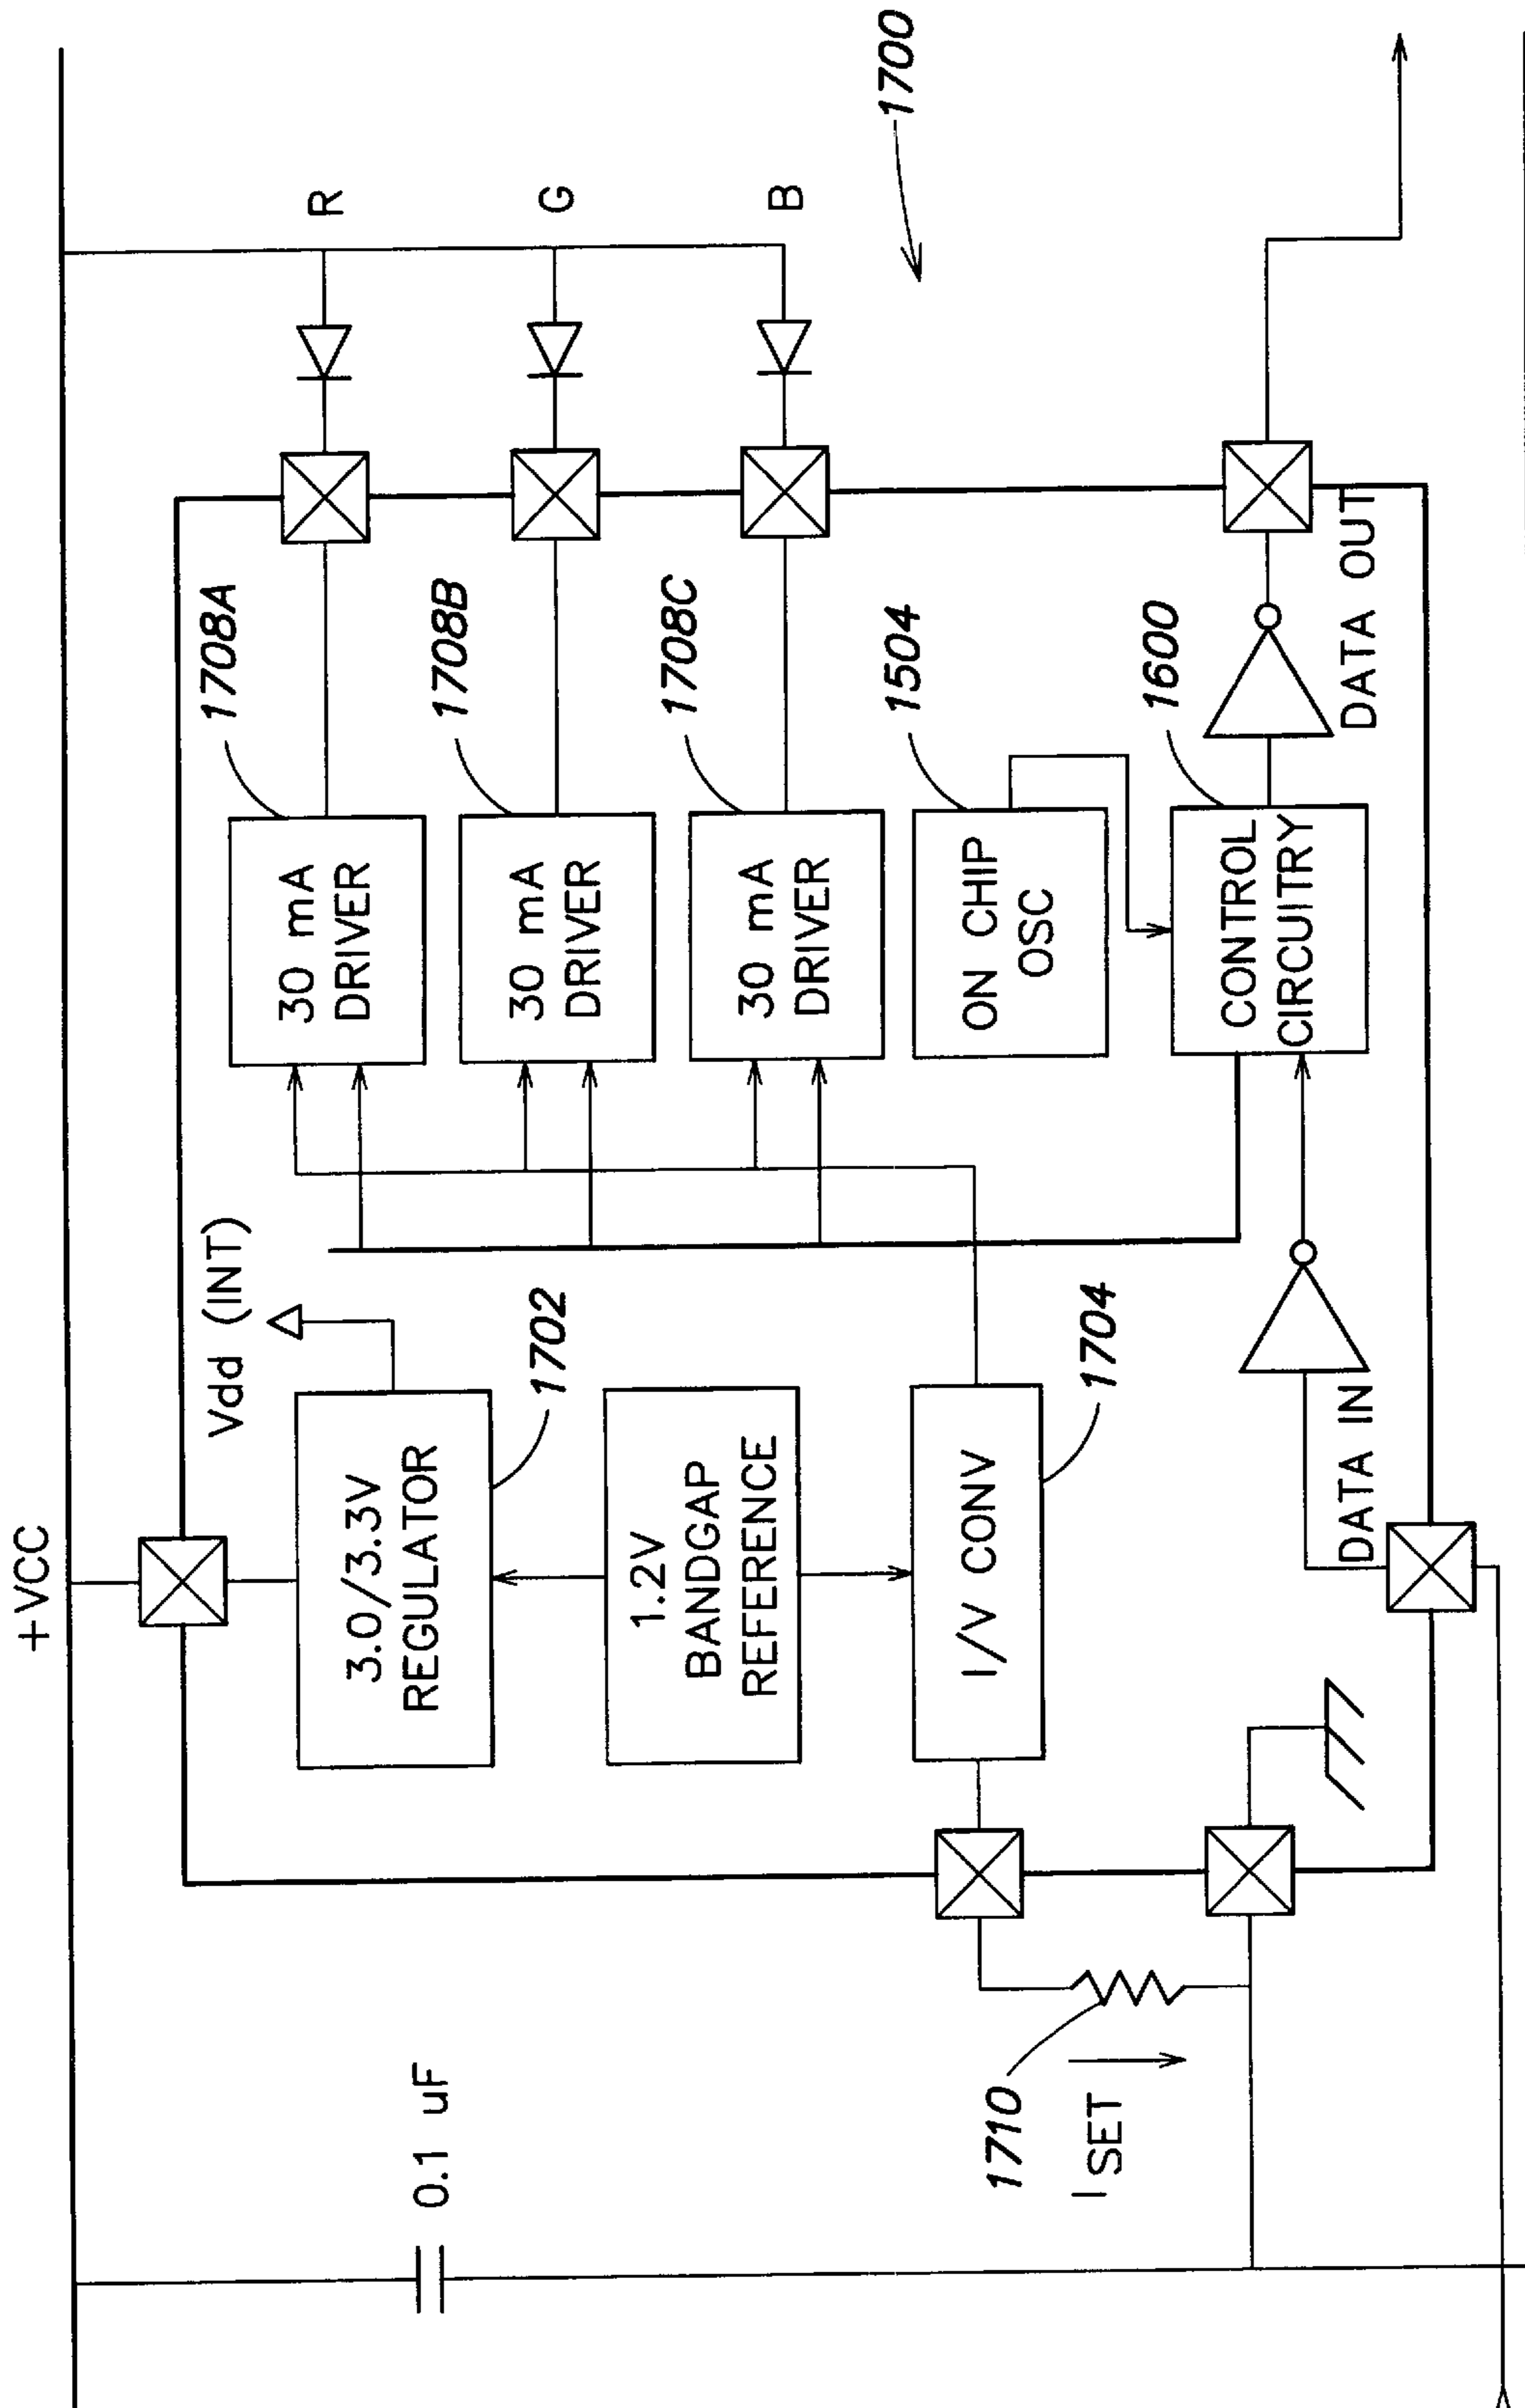 +VCC
0.1 uF
Vdd (INT)
3.0/3.3V
REGULATOR
1702
1.2V
BANDGAP
REFERENCE
I/V CONV
1704
1710
I SET
30 mA
DRIVER
1708A
R
30 mA
DRIVER
1708B
G
30 mA
DRIVER
1708C
B
ON CHIP
OSC
1504
1700
CONTROL
CIRCUITRY
1600
DATA IN
DATA OUT